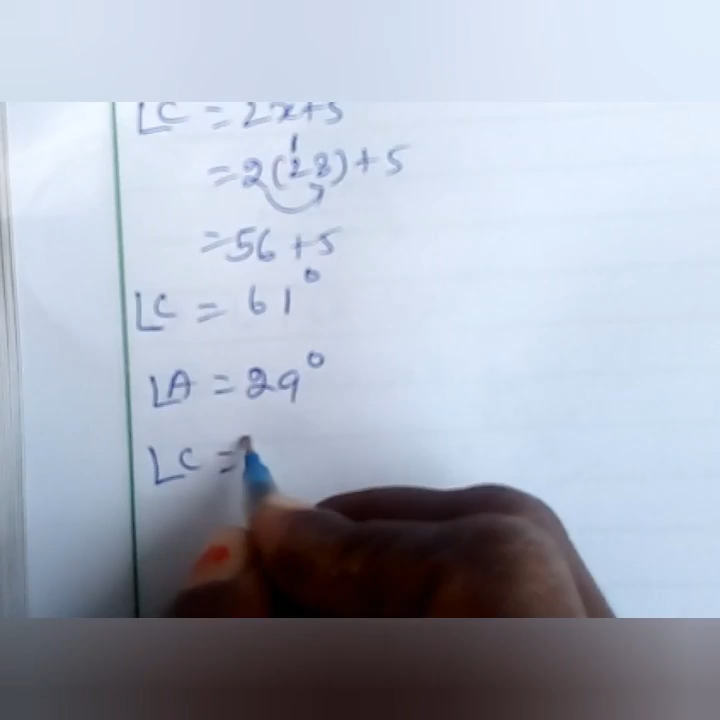 ∠C = 2x+5
= 2(28) + 5
= 56 + 5
∠C = 61°
∠A = 29°
∠C =